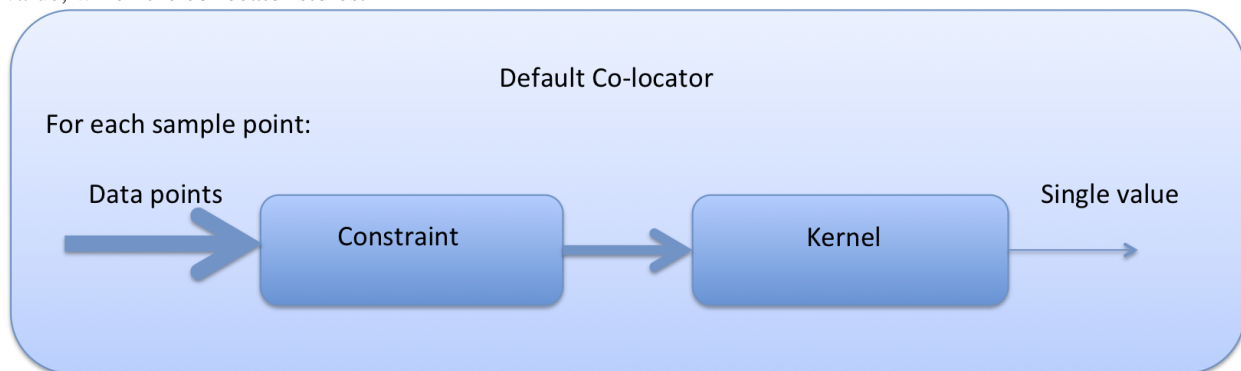 Default Co-locator
For each sample point:
Data points
Single value
Constraint
Kernel